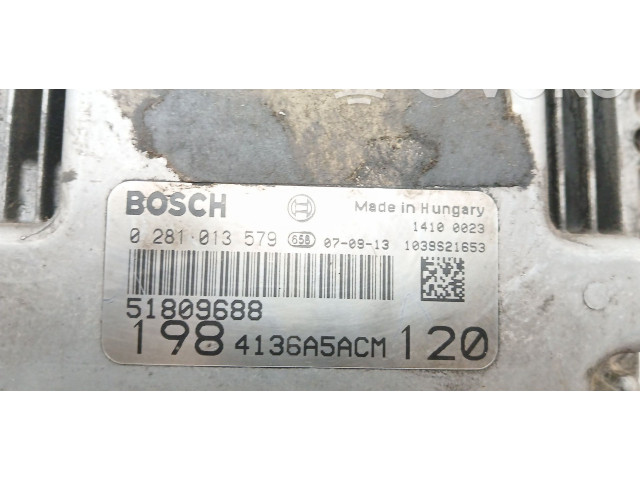 BOSCH Made in Hungary
1410 0023
0 281 013 579 658 07-09-13 1039S21653
51809688
198 4136A5ACM 120